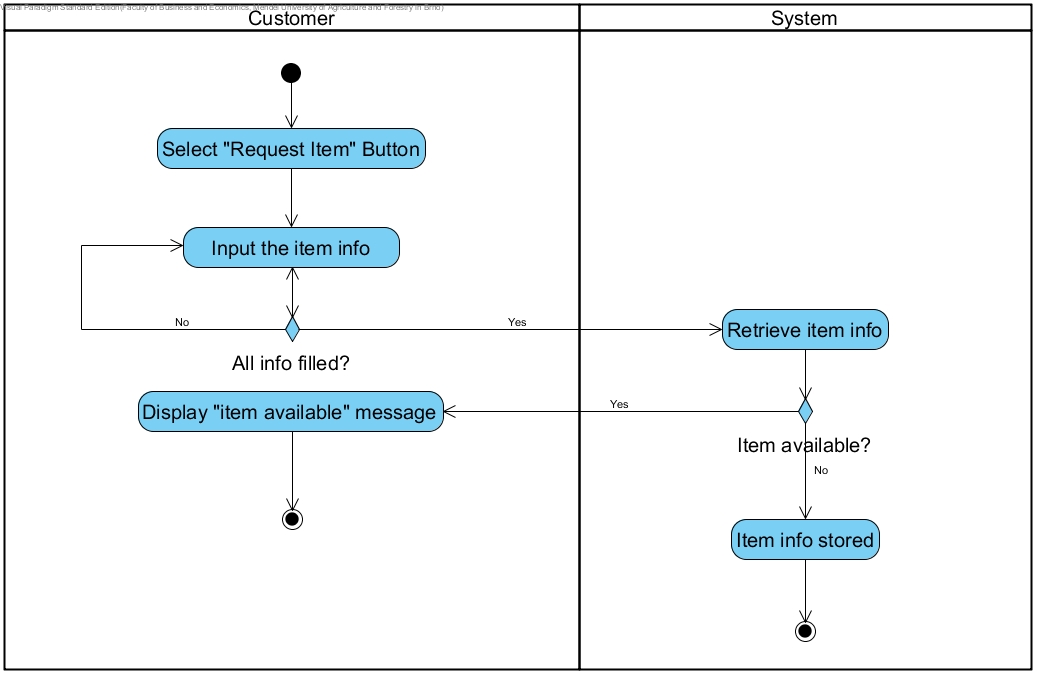 Visual Paradigm Standard Edition(Faculty of Business and Economics, Mendel University of Agriculture and Forestry in Brno)
Customer
System
Select "Request Item" Button
Input the item info
No
Yes
Retrieve item info
All info filled?
Display "item available" message
Yes
Item available?
No
Item info stored